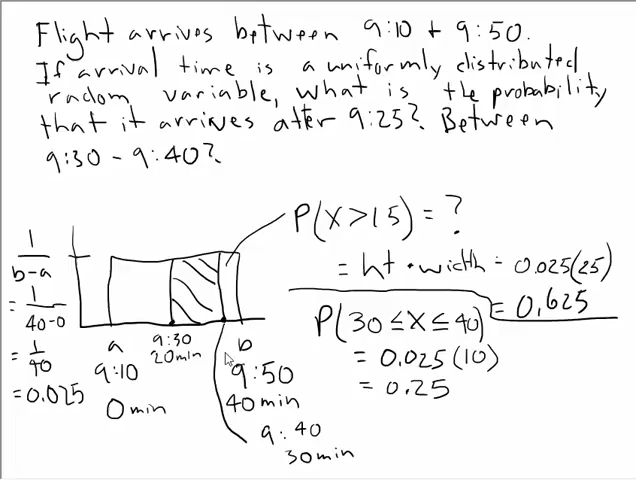 Flight arrives between 9:10 + 9:50.
If arrival time is a uniformly distributed
radom variable, what is the probability
that it arrives after 9:25? Between
9:30 - 9:40?
P(X>15) = ?
= ht • width = 0.025(25)
= 0.625
P(30 ≤ X ≤ 40)
= 0.025(10)
= 0.25
1
b-a
= 1
40-0
= 1
40
= 0.025
a
9:10
0 min
9:30
20 min
b
9:50
40 min
9:40
30 min